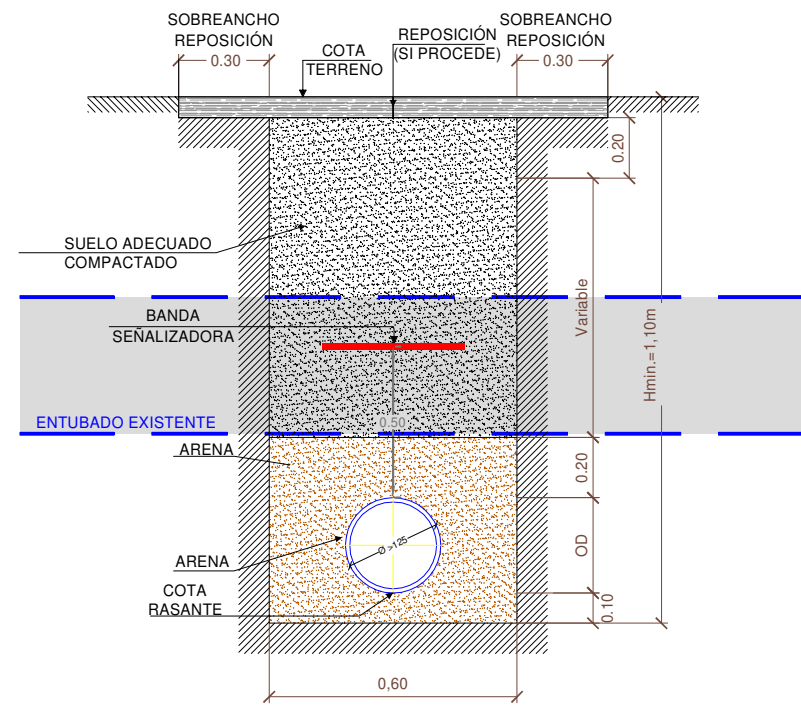 SOBREANCHO
REPOSICIÓN
0.30
COTA
TERRENO
REPOSICIÓN
(SI PROCEDE)
SOBREANCHO
REPOSICIÓN
0.30
0.20
SUELO ADECUADO
COMPACTADO
BANDA
SEÑALIZADORA
Variable
Hmin.=1,10m
ENTUBADO EXISTENTE
0.50
ARENA
0.20
Ø >125
OD
ARENA
COTA
RASANTE
0.10
0,60